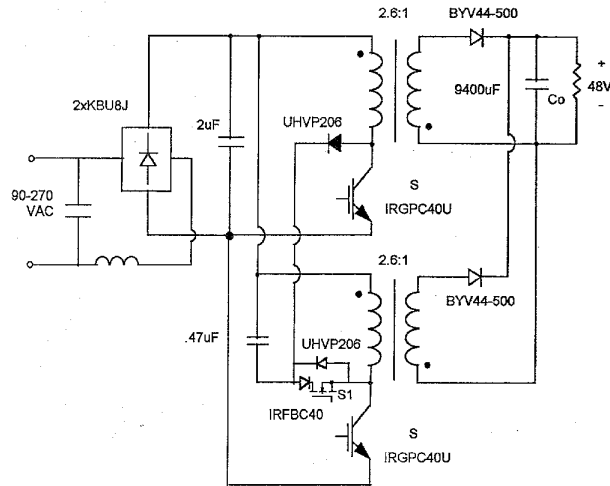 2.6:1
BYV44-500
2xKBU8J
2uF
UHVP206
9400uF
Co
+
48V
-
90-270
VAC
S
IRGPC40U
2.6:1
BYV44-500
.47uF
UHVP206
S1
IRFBC40
S
IRGPC40U